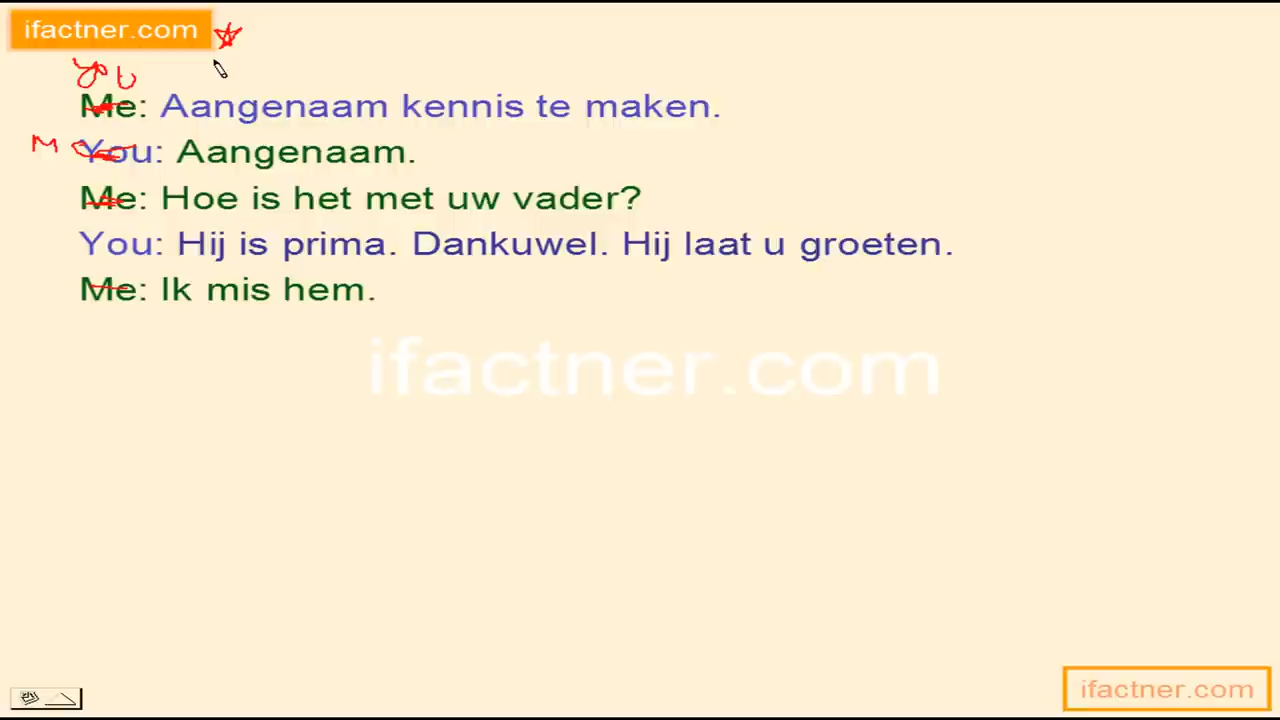 ifactner.com
You
Me: Aangenaam kennis te maken.
Me You: Aangenaam.
Me: Hoe is het met uw vader?
You: Hij is prima. Dankuwel. Hij laat u groeten.
Me: Ik mis hem.
ifactner.com
ifactner.com